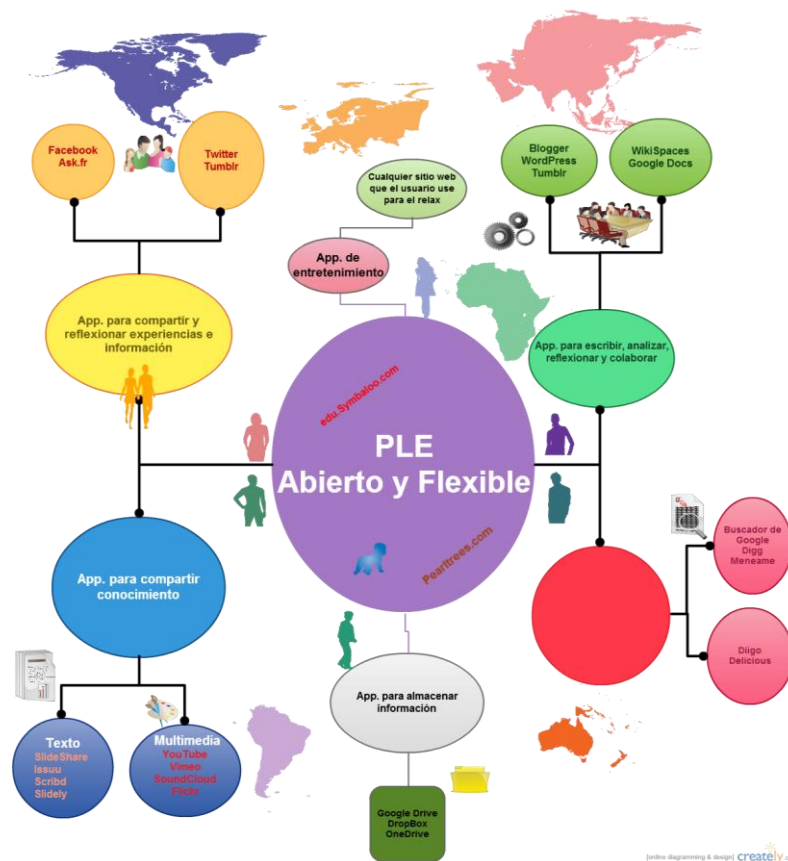 Facebook
Ask.fr
Twitter
Tumblr
Blogger
WordPress
Tumblr
WikiSpaces
Google Docs
Cualquier sitio web
que el usuario use
para el relax
App. de
entretenimiento
App. para compartir y
reflexionar experiencias e
información
App. para escribir, analizar,
reflexionar y colaborar
edu.Symbaloo.com
PLE
Abierto y Flexible
Pearltrees.com
App. para compartir
conocimiento
Buscador de
Google
Digg
Meneame
Diigo
Delicious
App. para almacenar
información
Texto
SlideShare
Issuu
Scribd
Slidely
Multimedia
YouTube
Vimeo
SoundCloud
Flickr
Google Drive
DropBox
OneDrive
[online diagramming & design] creately